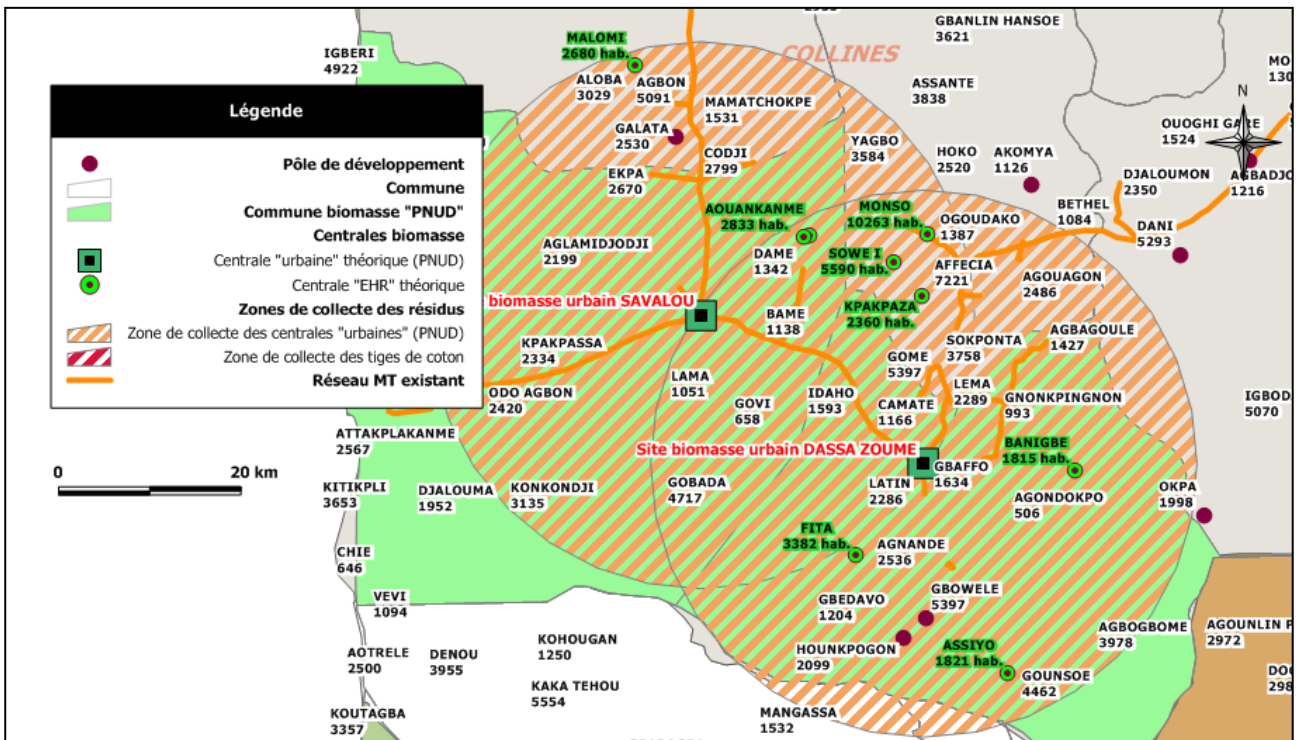 Légende
Pôle de développement
Commune
Commune biomasse "PNUD"
Centrales biomasse
Centrale "urbaine" théorique (PNUD)
Centrale "EHR" théorique
Zones de collecte des résidus
Zone de collecte des centrales "urbaines" (PNUD)
Zone de collecte des tiges de coton
Réseau MT existant
0
20 km
N
COLLINES
IGBERI
4922
MALOMI
2680 hab.
ALOBA
3029
AGBON
5091
MAMATCHOKPE
1531
GALATA
2530
CODJI
2799
EKPA
2670
GBANLIN HANSOE
3621
ASSANTE
3838
YAGBO
3584
HOKO
2520
AKOMYA
1126
OUOGHI GARE
1524
DJALOUMON
2350
1216
BETHEL
1084
DANI
5293
AOUANKANME
2833 hab.
MONSO
10263 hab.
OGOUDAKO
1387
AGLAMIDJODJI
2199
DAME
1342
SOWE I
5590 hab.
AFFECIA
7221
AGOUAGON
2486
KPAKPAZA
2360 hab.
biomasse urbain SAVALOU
BAME
1138
AGBAGOULE
1427
SOKPONTA
3758
KPAKPASSA
2334
GOME
5397
LAMA
1051
IDAHO
1593
LEMA
2289
GNONKPINGNON
993
ODO AGBON
2420
GOVI
658
CAMATE
1166
5070
ATTAKPLAKANME
2567
Site biomasse urbain DASSA ZOUME
BANIGBE
1815 hab.
GBAFFO
1634
KITIKPLI
3653
DJALOUMA
1952
KONKONDJI
3135
GOBADA
4717
LATIN
2286
AGONDOKPO
506
OKPA
1998
FITA
3382 hab.
AGNANDE
2536
CHIE
646
VEVI
1094
GBEDAVO
1204
GBOWELE
5397
AGBOGBOME
3978
AGOUNLIN P
2972
KOHOUGAN
1250
AOTRELE
2500
DENOU
3955
HOUNKPOGON
2099
ASSIYO
1821 hab.
GOUNSOE
4462
KAKA TEHOU
5554
KOUTAGBA
3357
MANGASSA
1532